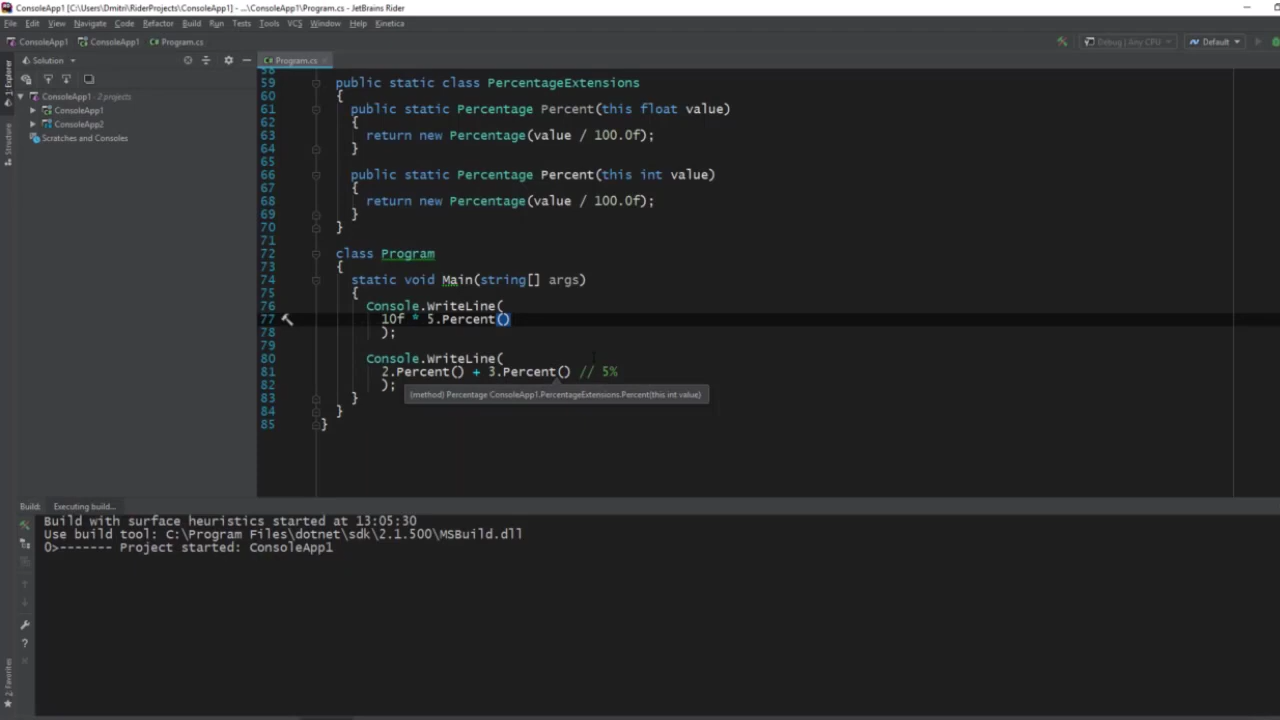 ConsoleApp1 [C:\Users\Dmitri\RiderProjects\ConsoleApp1] - ...\ConsoleApp1\Program.cs - JetBrains Rider
File Edit View Navigate Code Refactor Build Run Tests Tools VCS Window Help Kinetica
ConsoleApp1 ConsoleApp1 Program.cs Debug | Any CPU Default
1: Explorer
Structure
2: Favorites
Solution
ConsoleApp1 · 2 projects
ConsoleApp1
ConsoleApp2
Scratches and Consoles
Program.cs
58
59 public static class PercentageExtensions
60 {
61 public static Percentage Percent(this float value)
62 {
63 return new Percentage(value / 100.0f);
64 }
65
66 public static Percentage Percent(this int value)
67 {
68 return new Percentage(value / 100.0f);
69 }
70 }
71
72 class Program
73 {
74 static void Main(string[] args)
75 {
76 Console.WriteLine(
77 10f * 5.Percent()
78 );
79
80 Console.WriteLine(
81 2.Percent() + 3.Percent() // 5%
82 );
(method) Percentage ConsoleApp1.PercentageExtensions.Percent(this int value)
83 }
84 }
85 }
Build: Executing build...
Build with surface heuristics started at 13:05:30
Use build tool: C:\Program Files\dotnet\sdk\2.1.500\MSBuild.dll
0>------- Project started: ConsoleApp1